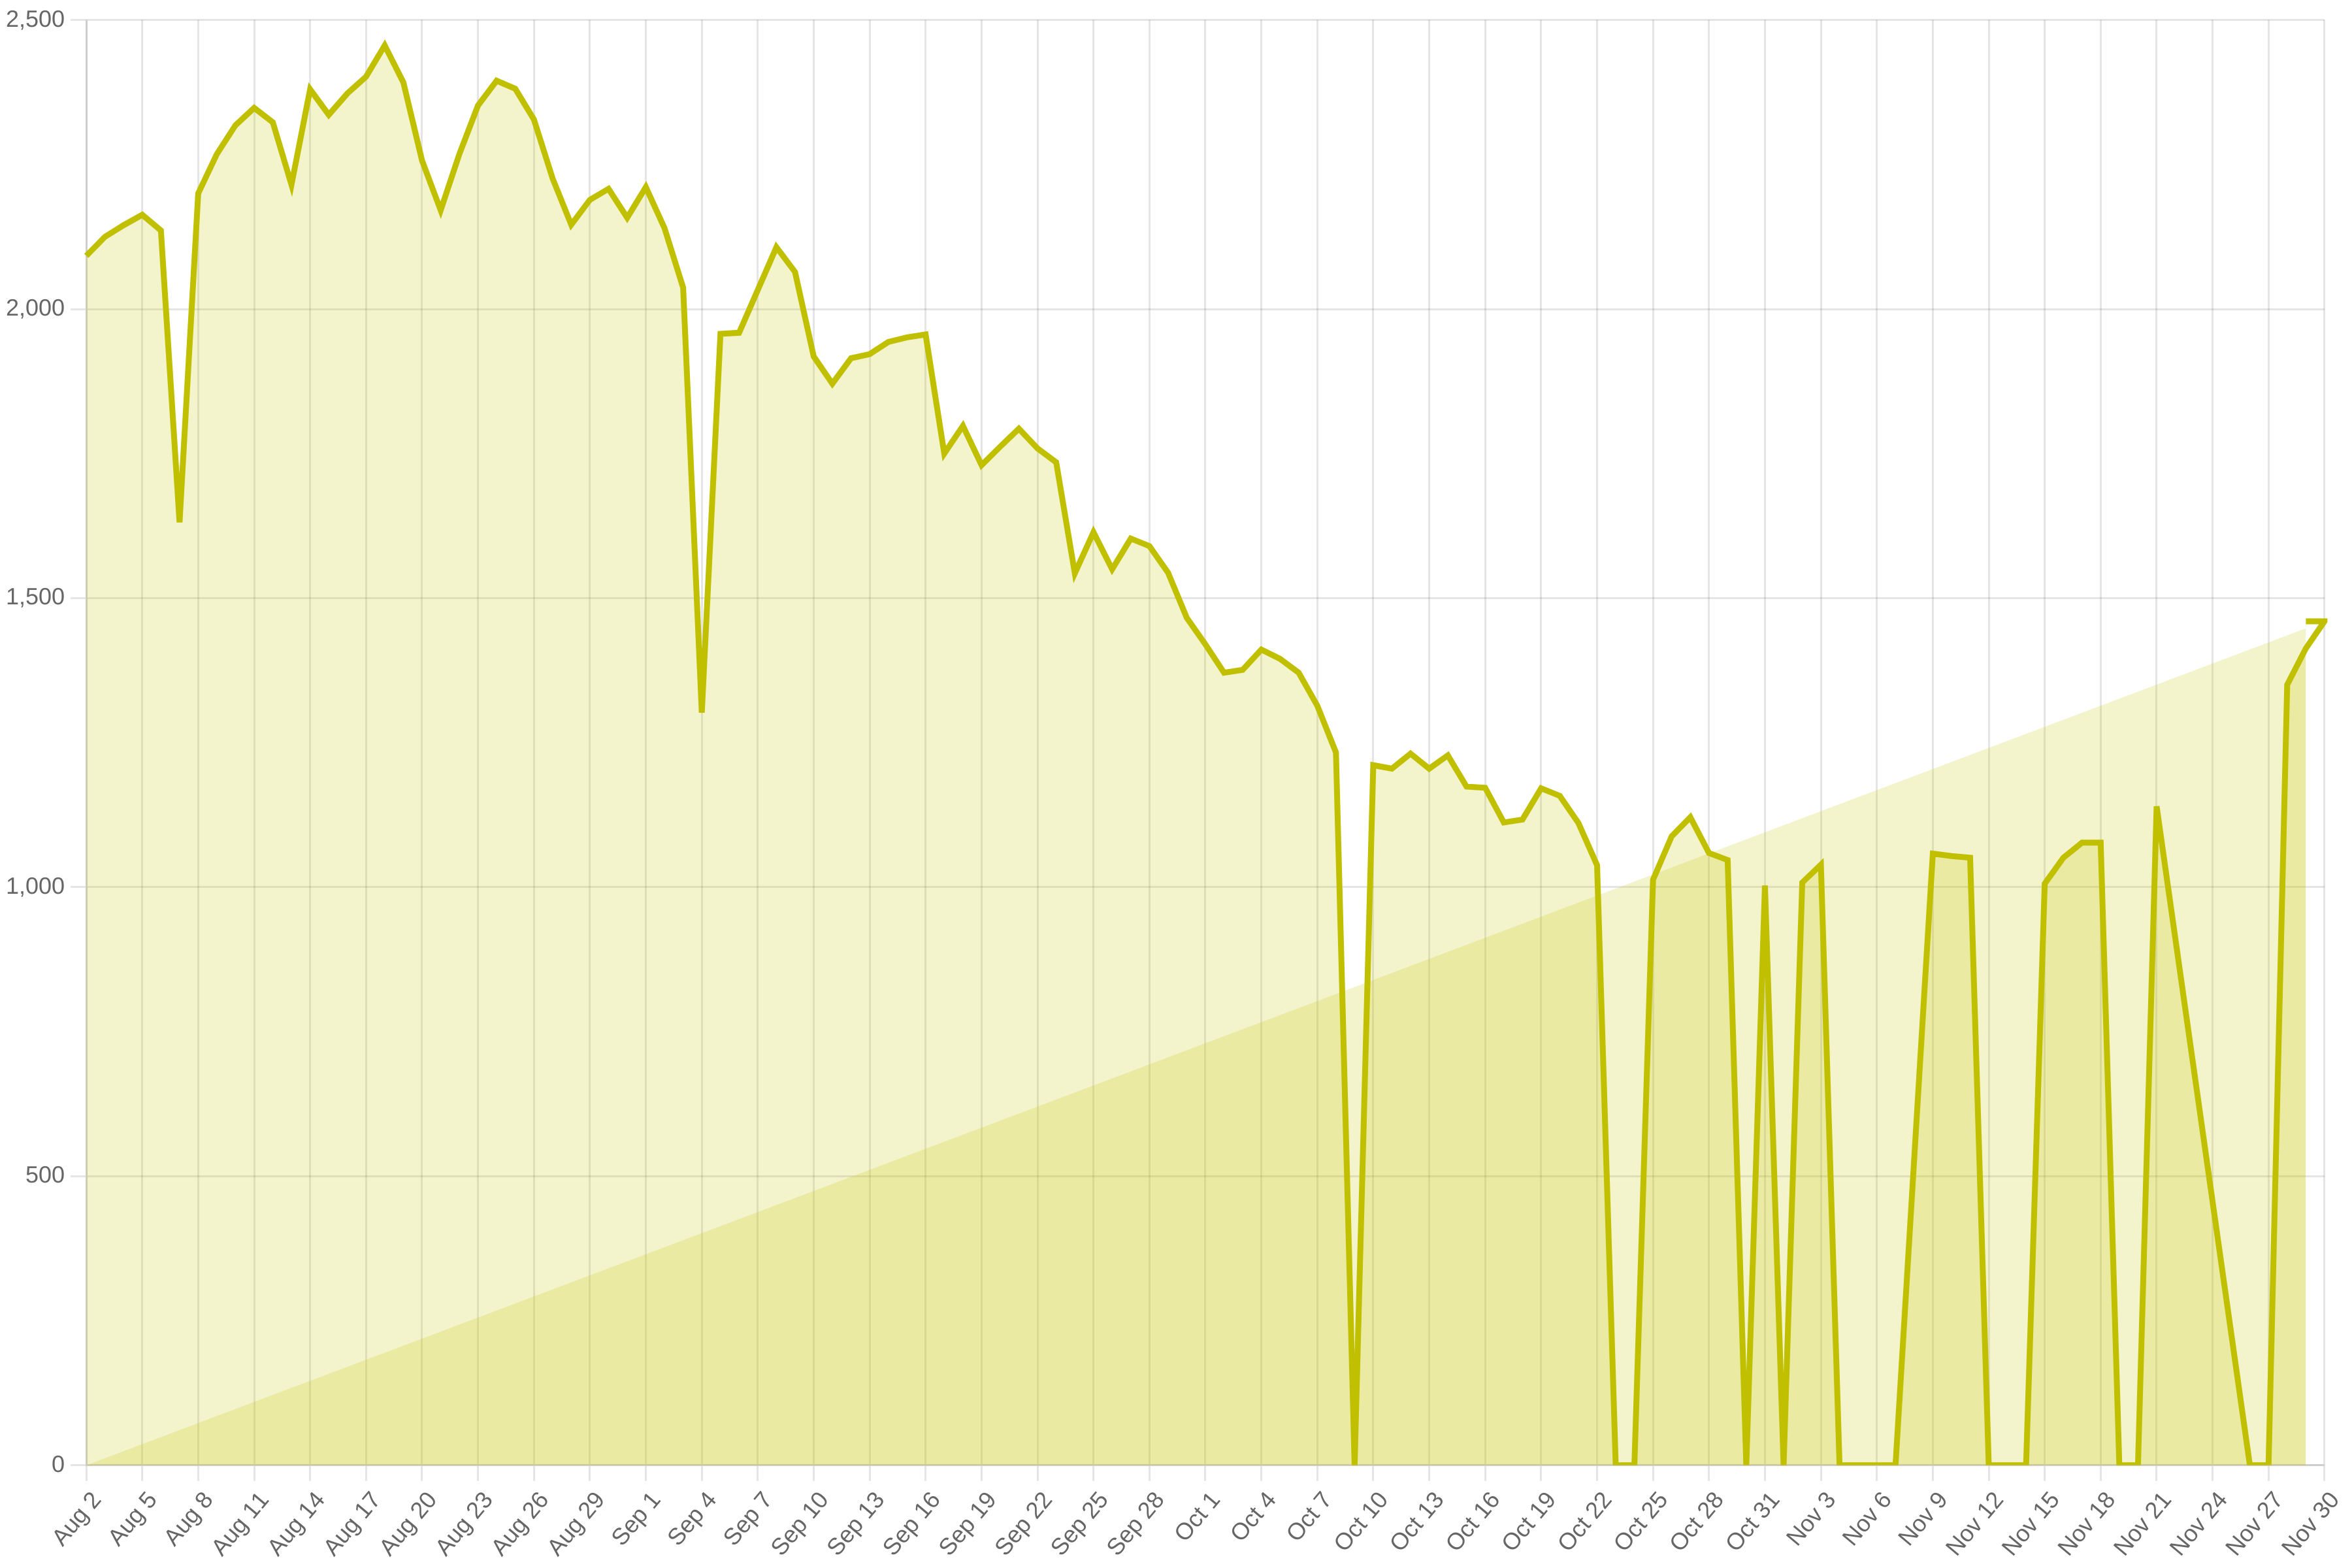 2,500
2,000
1,500
1,000
500
0
Aug 2
Aug 5
Aug 8
Aug 11
Aug 14
Aug 17
Aug 20
Aug 23
Aug 26
Aug 29
Sep 1
Sep 4
Sep 7
Sep 10
Sep 13
Sep 16
Sep 19
Sep 22
Sep 25
Sep 28
Oct 1
Oct 4
Oct 7
Oct 10
Oct 13
Oct 16
Oct 19
Oct 22
Oct 25
Oct 28
Oct 31
Nov 3
Nov 6
Nov 9
Nov 12
Nov 15
Nov 18
Nov 21
Nov 24
Nov 27
Nov 30